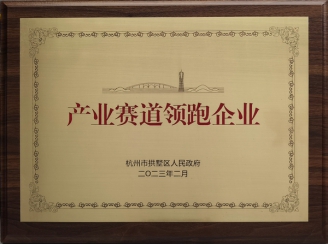 产业赛道领跑企业
杭州市拱墅区人民政府
二〇二三年二月